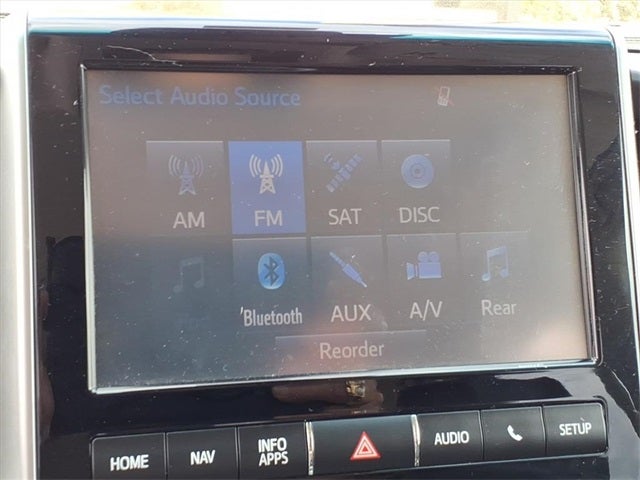 Select Audio Source
AM FM SAT DISC
Bluetooth AUX A/V Rear
Reorder
HOME NAV INFO APPS AUDIO SETUP